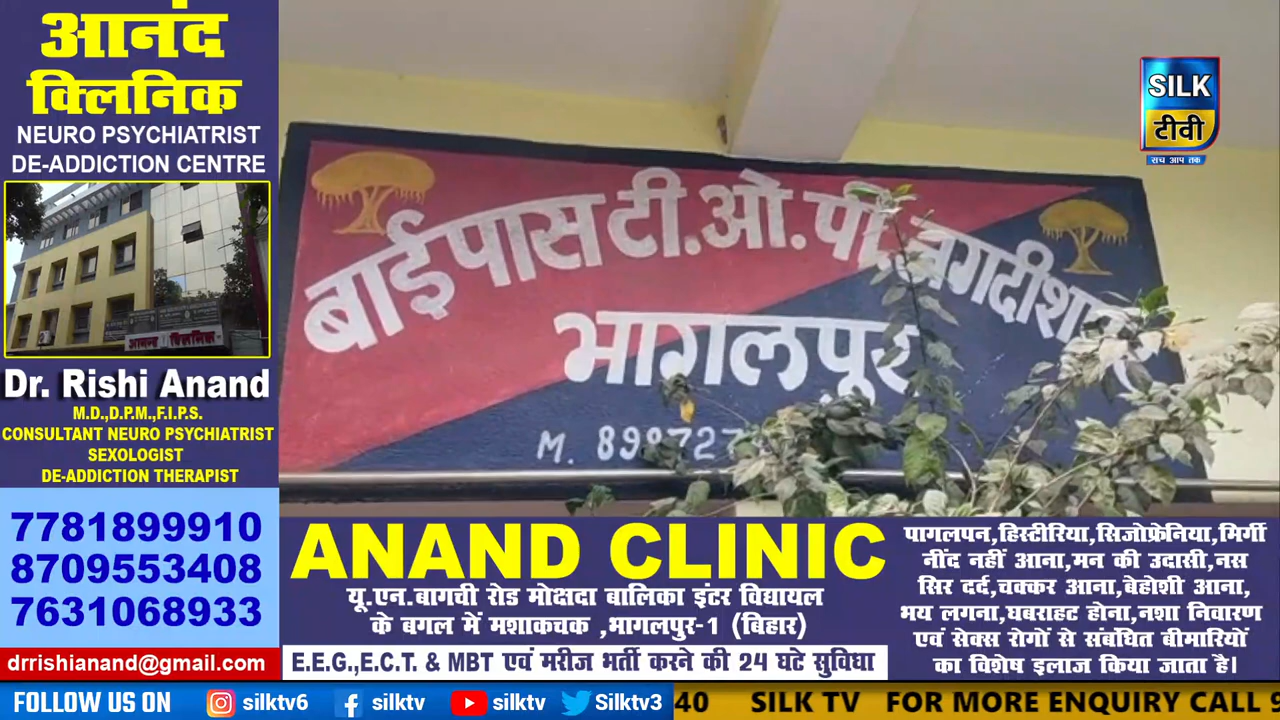 आनंद
क्लिनिक
NEURO PSYCHIATRIST
DE-ADDICTION CENTRE
आनन्द क्लिनिक
Dr. Rishi Anand
M.D.,D.P.M.,F.I.P.S.
CONSULTANT NEURO PSYCHIATRIST
SEXOLOGIST
DE-ADDICTION THERAPIST
7781899910
8709553408
7631068933
drrishianand@gmail.com
SILK
टीवी
सच आप तक
बाईपास टी.ओ.पी.
भागलपुर
M.
ANAND CLINIC
यू.एन.बागची रोड मोक्षदा बालिका इंटर विद्यायल
के बगल में मशाकचक ,भागलपुर-1 (बिहार)
E.E.G.,E.C.T. & MBT एवं मरीज भर्ती करने की 24 घटे सुविधा
पागलपन,हिस्टीरिया,सिजोफ्रेनिया,मिर्गी
नींद नहीं आना,मन की उदासी,नस
सिर दर्द,चक्कर आना,बेहोशी आना,
भय लगना,घबराहट होना,नशा निवारण
एवं सेक्स रोगों से संबंधित बीमारियों
का विशेष इलाज किया जाता है।
FOLLOW US ON silktv6 silktv silktv Silktv3 40 SILK TV FOR MORE ENQUIRY CALL 9